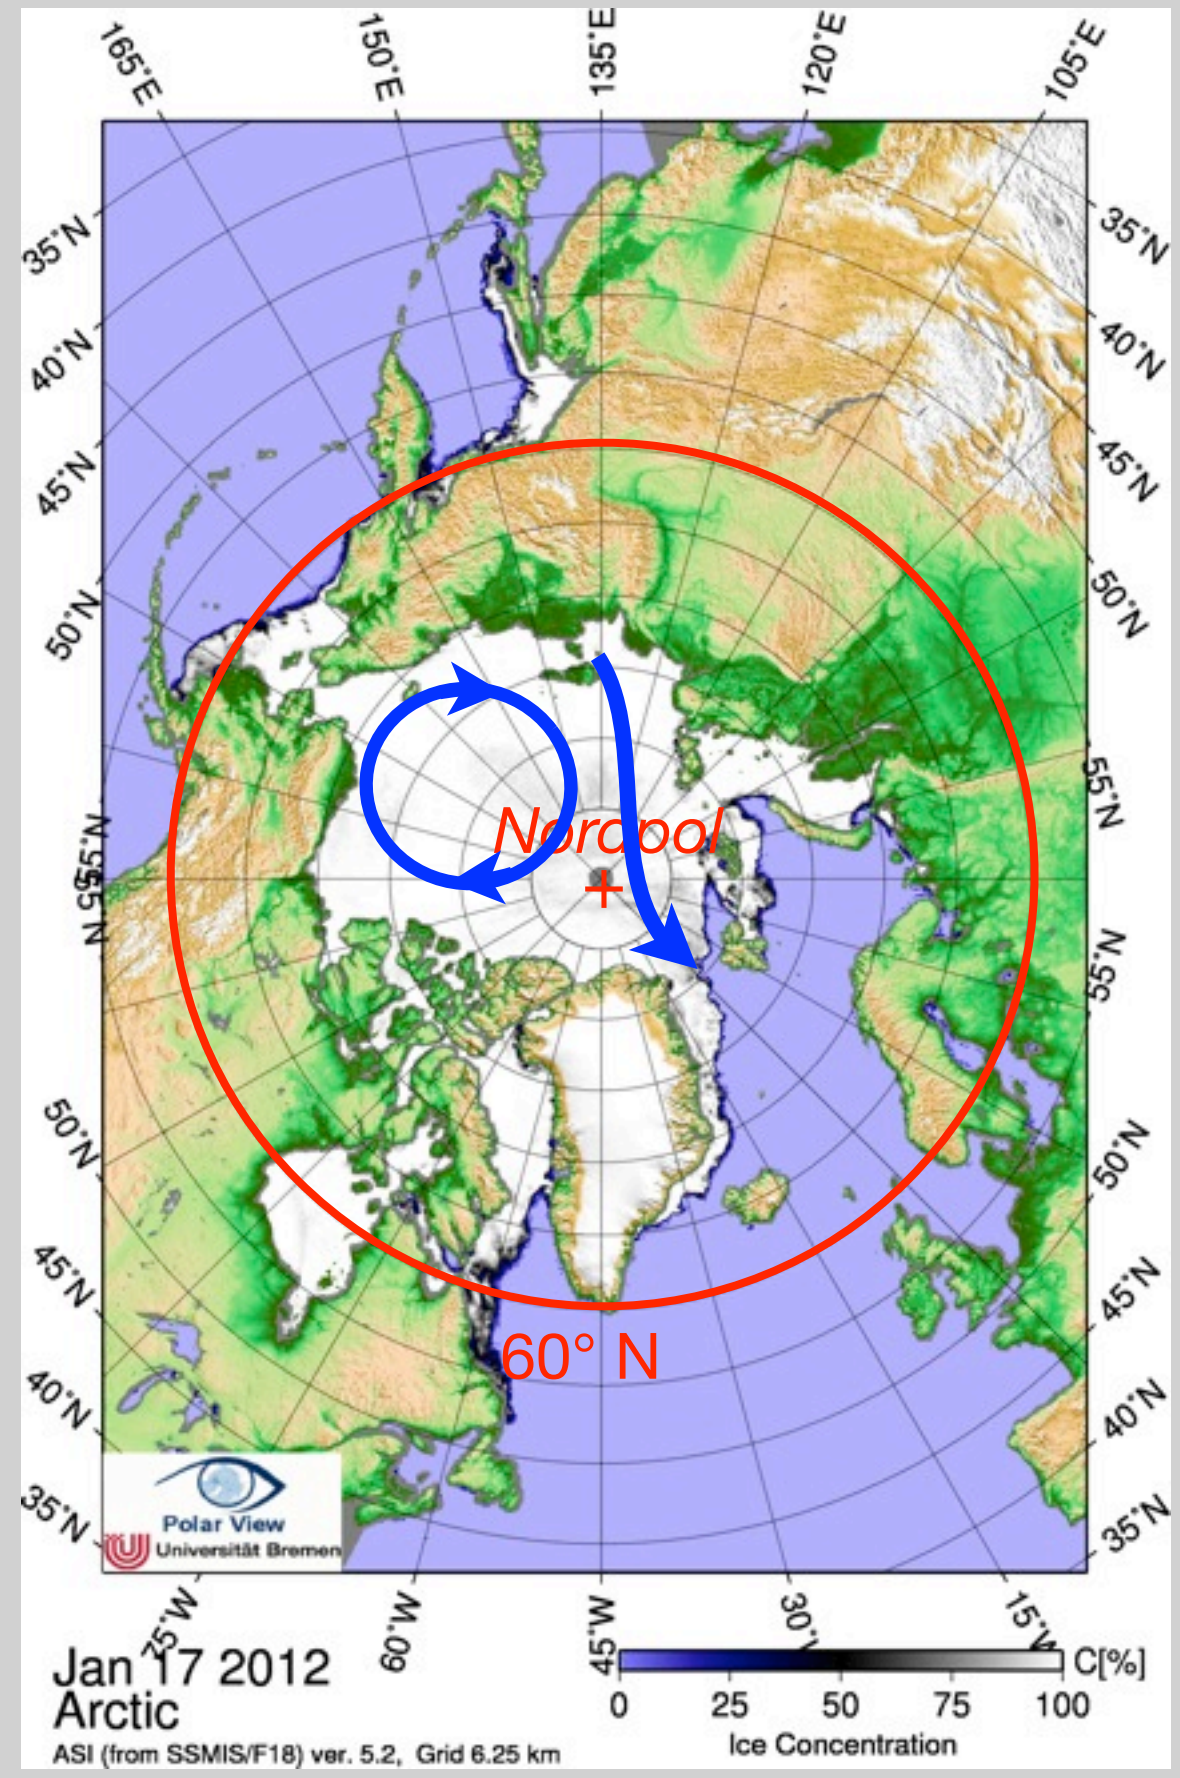 165°E
150°E
135°E
120°E
105°E
35°N
40°N
45°N
50°N
55°N
55°N
50°N
45°N
40°N
35°N
35°N
40°N
45°N
50°N
55°N
55°N
50°N
45°N
40°N
35°N
Nordpol
60° N
Polar View
Universität Bremen
75°W
60°W
45°W
30°W
15°W
Jan 17 2012
Arctic
ASI (from SSMIS/F18) ver. 5.2, Grid 6.25 km
C[%]
0 25 50 75 100
Ice Concentration